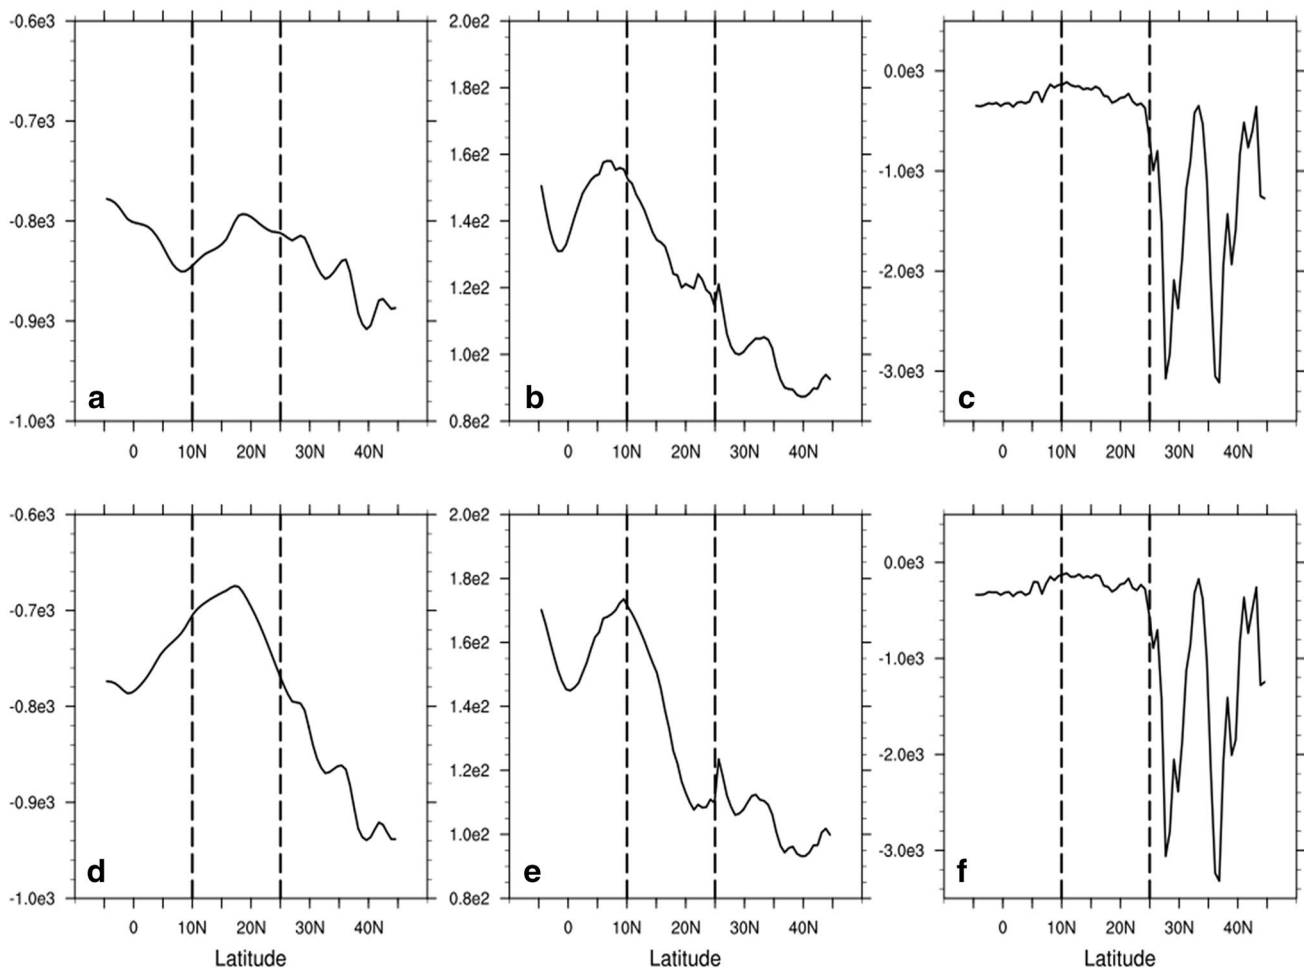 -0.6e3
-0.7e3
-0.8e3
-0.9e3
-1.0e3
a
0 10N 20N 30N 40N
2.0e2
1.8e2
1.6e2
1.4e2
1.2e2
1.0e2
0.8e2
b
0 10N 20N 30N 40N
0.0e3
-1.0e3
-2.0e3
-3.0e3
c
0 10N 20N 30N 40N
-0.6e3
-0.7e3
-0.8e3
-0.9e3
-1.0e3
d
0 10N 20N 30N 40N
Latitude
2.0e2
1.8e2
1.6e2
1.4e2
1.2e2
1.0e2
0.8e2
e
0 10N 20N 30N 40N
Latitude
0.0e3
-1.0e3
-2.0e3
-3.0e3
f
0 10N 20N 30N 40N
Latitude